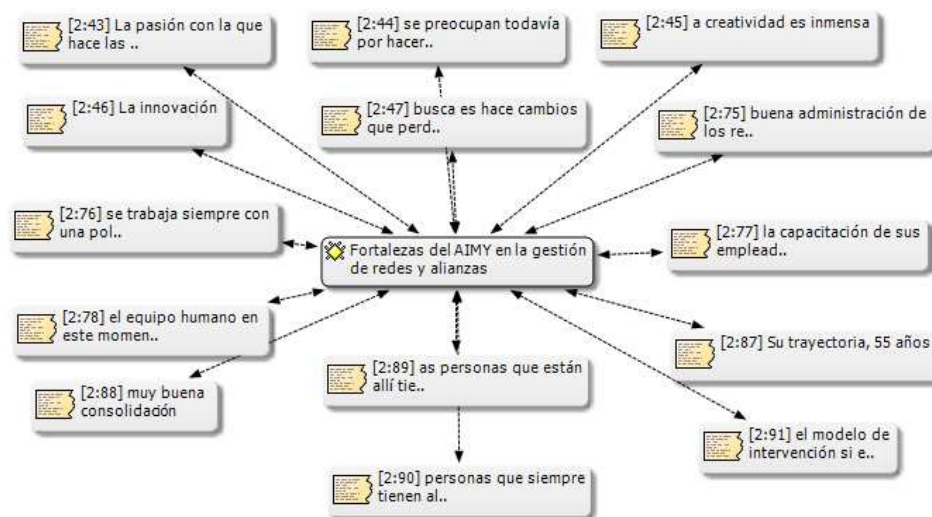 [2:43] La pasión con la que
hace las ..
[2:44] se preocupan todavía
por hacer..
[2:45] a creatividad es inmensa
[2:46] La innovación
[2:47] busca es hace cambios
que perd..
[2:75] buena administración de
los re..
[2:76] se trabaja siempre con
una pol..
Fortalezas del AIMY en la gestión
de redes y alianzas
[2:77] la capacitación de sus
emplead..
[2:78] el equipo humano en
este momen..
[2:87] Su trayectoria, 55 años
[2:88] muy buena
consolidación
[2:89] as personas que están
allí tie..
[2:91] el modelo de
intervención si e..
[2:90] personas que siempre
tienen al..